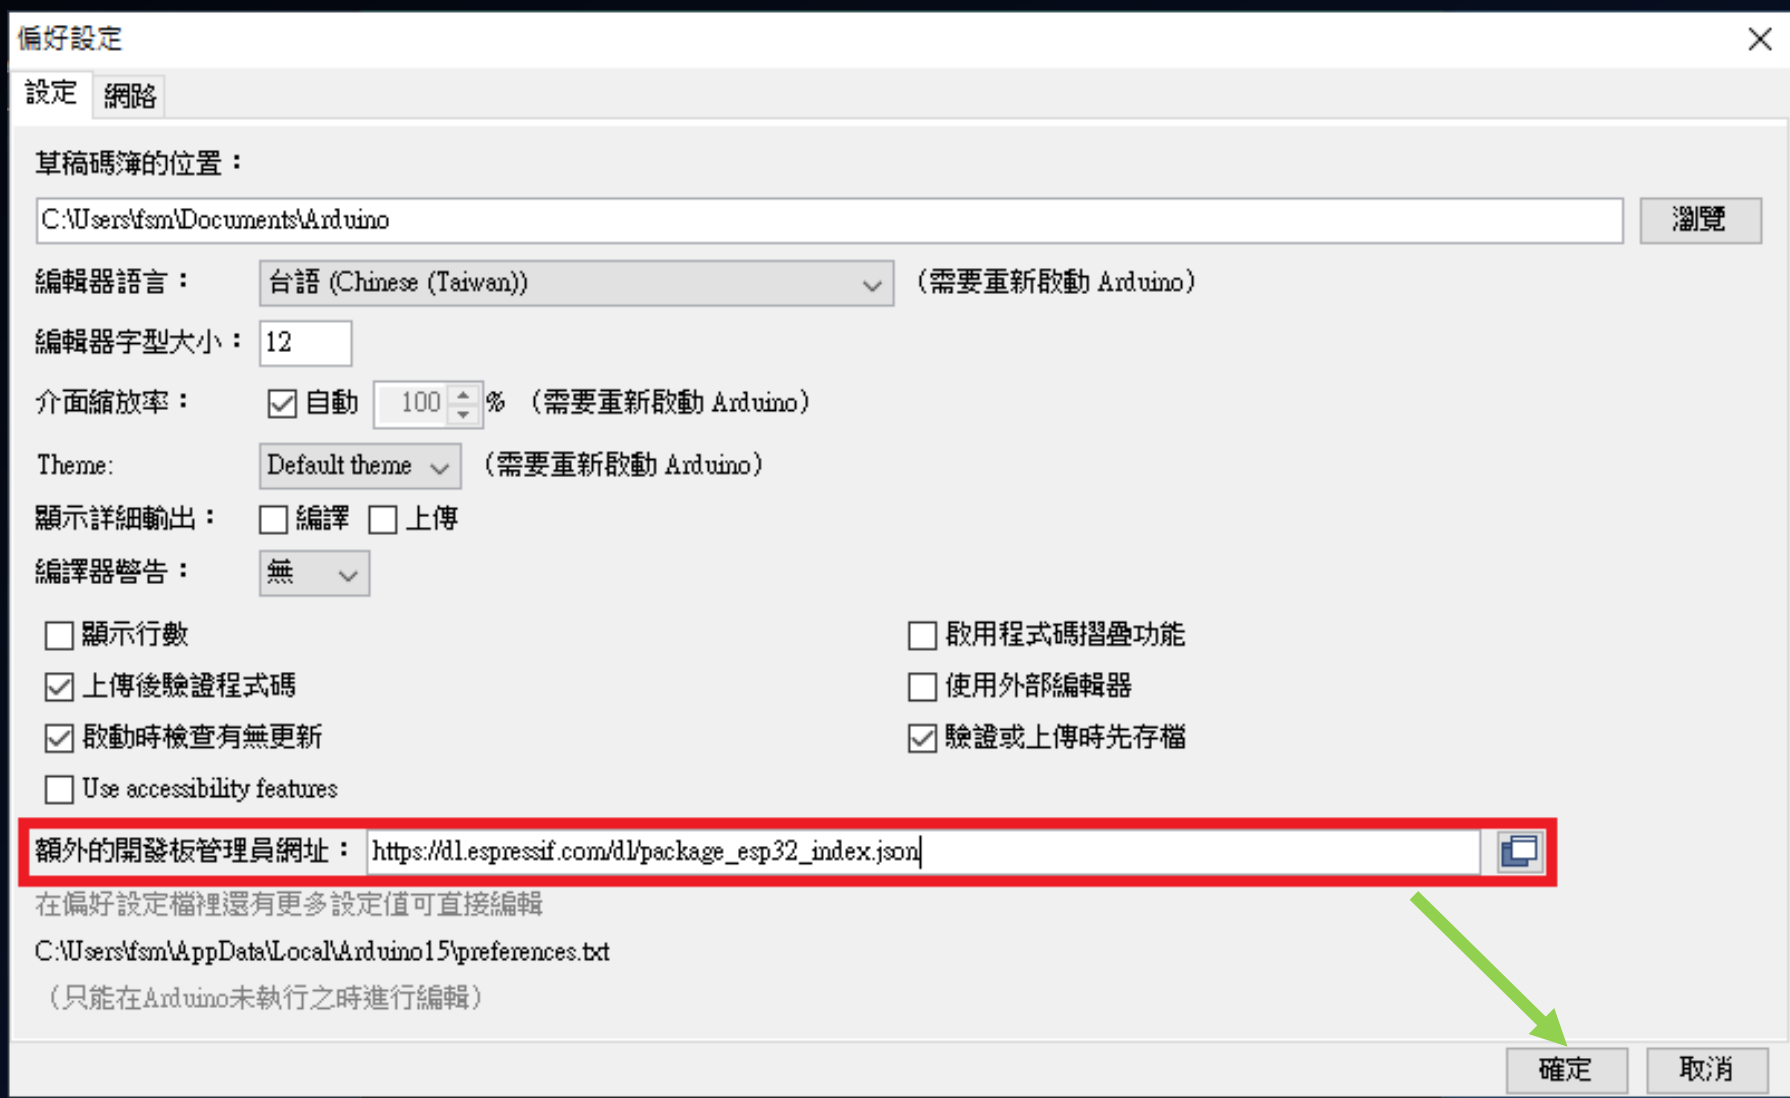 偏好設定
設定 網路
草稿碼簿的位置：
C:\Users\fsm\Documents\Arduino 瀏覽
編輯器語言： 台語 (Chinese (Taiwan)) （需要重新啟動 Arduino）
編輯器字型大小： 12
介面縮放率： 自動 100 % （需要重新啟動 Arduino）
Theme: Default theme （需要重新啟動 Arduino）
顯示詳細輸出： 編譯 上傳
編譯器警告： 無
顯示行數 啟用程式碼摺疊功能
上傳後驗證程式碼 使用外部編輯器
啟動時檢查有無更新 驗證或上傳時先存檔
Use accessibility features
額外的開發板管理員網址： https://dl.espressif.com/dl/package_esp32_index.json
在偏好設定檔裡還有更多設定值可直接編輯
C:\Users\fsm\AppData\Local\Arduino15\preferences.txt
（只能在Arduino未執行之時進行編輯）
確定 取消